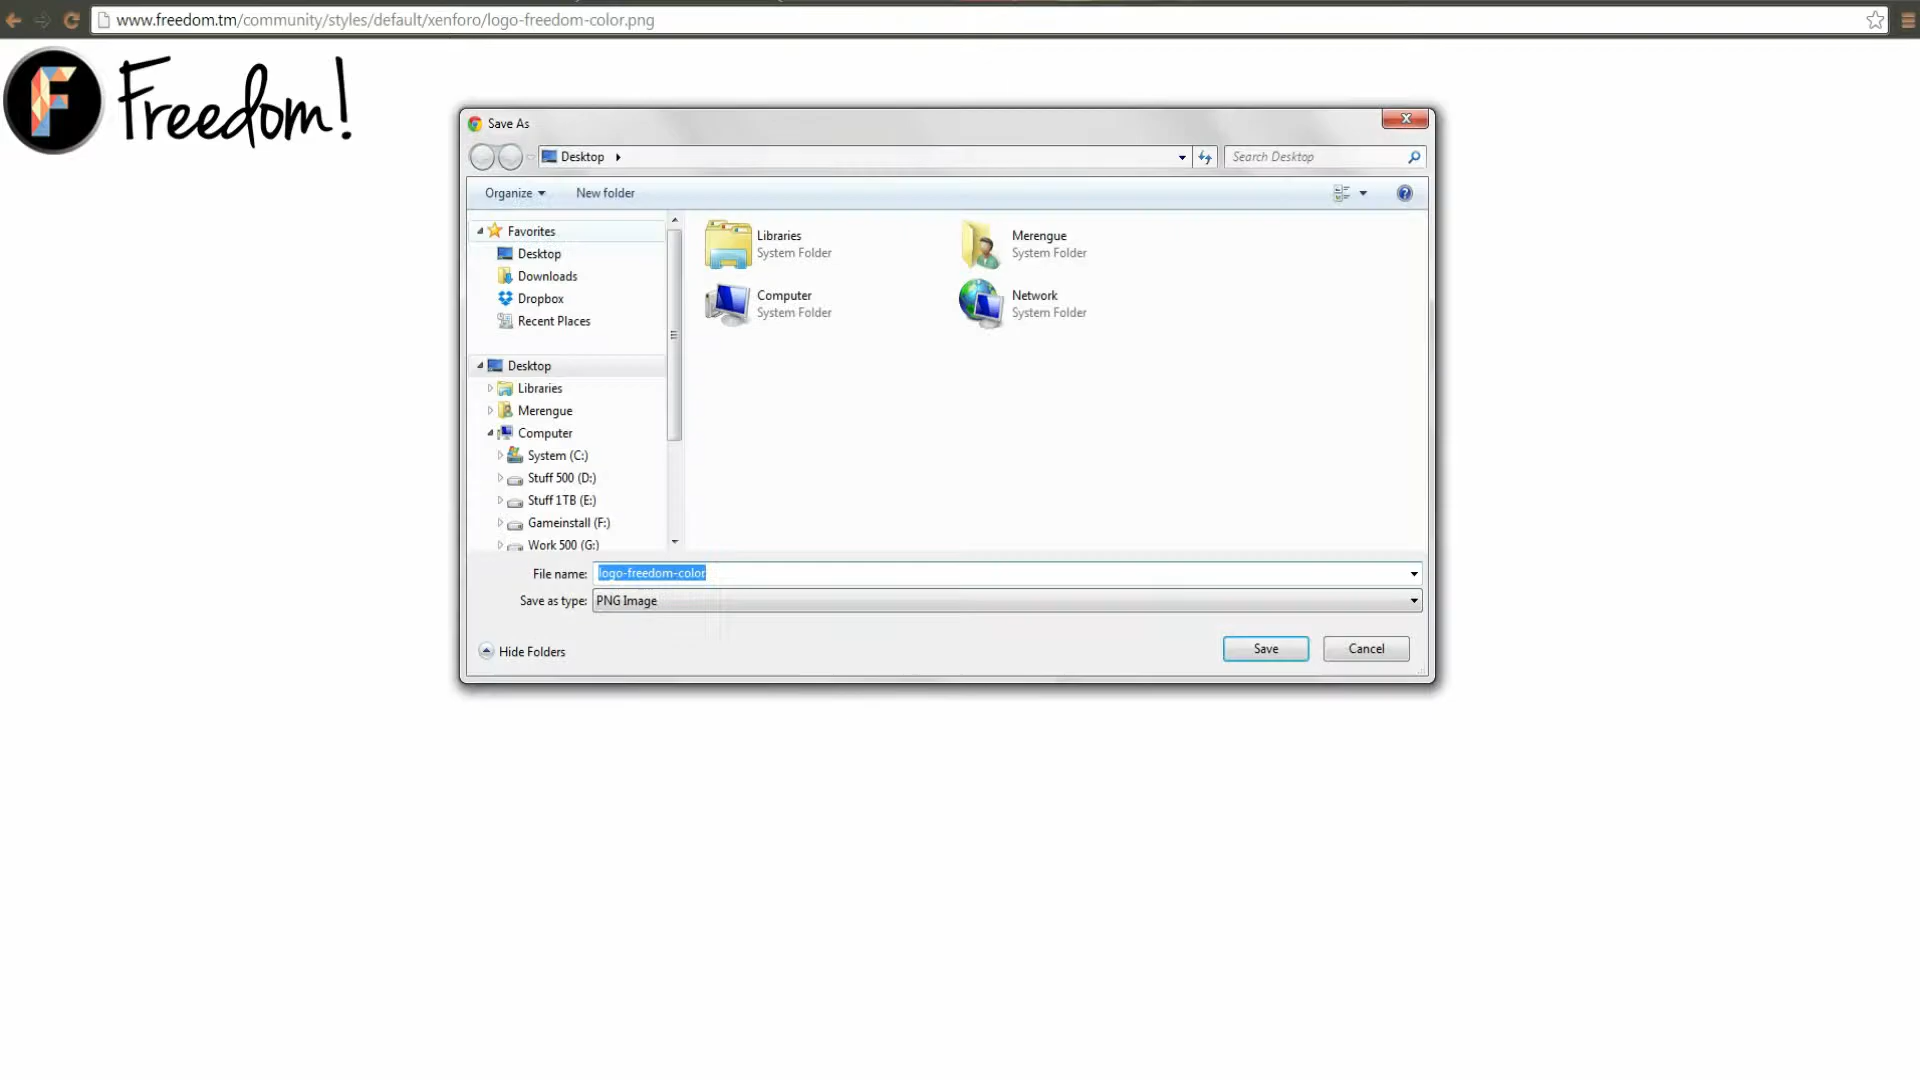 www.freedom.tm/community/styles/default/xenforo/logo-freedom-color.png
F Freedom!
Save As
Desktop
Search Desktop
Organize
New folder
Favorites
Desktop
Downloads
Dropbox
Recent Places
Desktop
Libraries
Merengue
Computer
System (C:)
Stuff 500 (D:)
Stuff 1TB (E:)
Gameinstall (F:)
Work 500 (G:)
Libraries
System Folder
Merengue
System Folder
Computer
System Folder
Network
System Folder
File name: logo-freedom-color
Save as type: PNG Image
Hide Folders
Save
Cancel